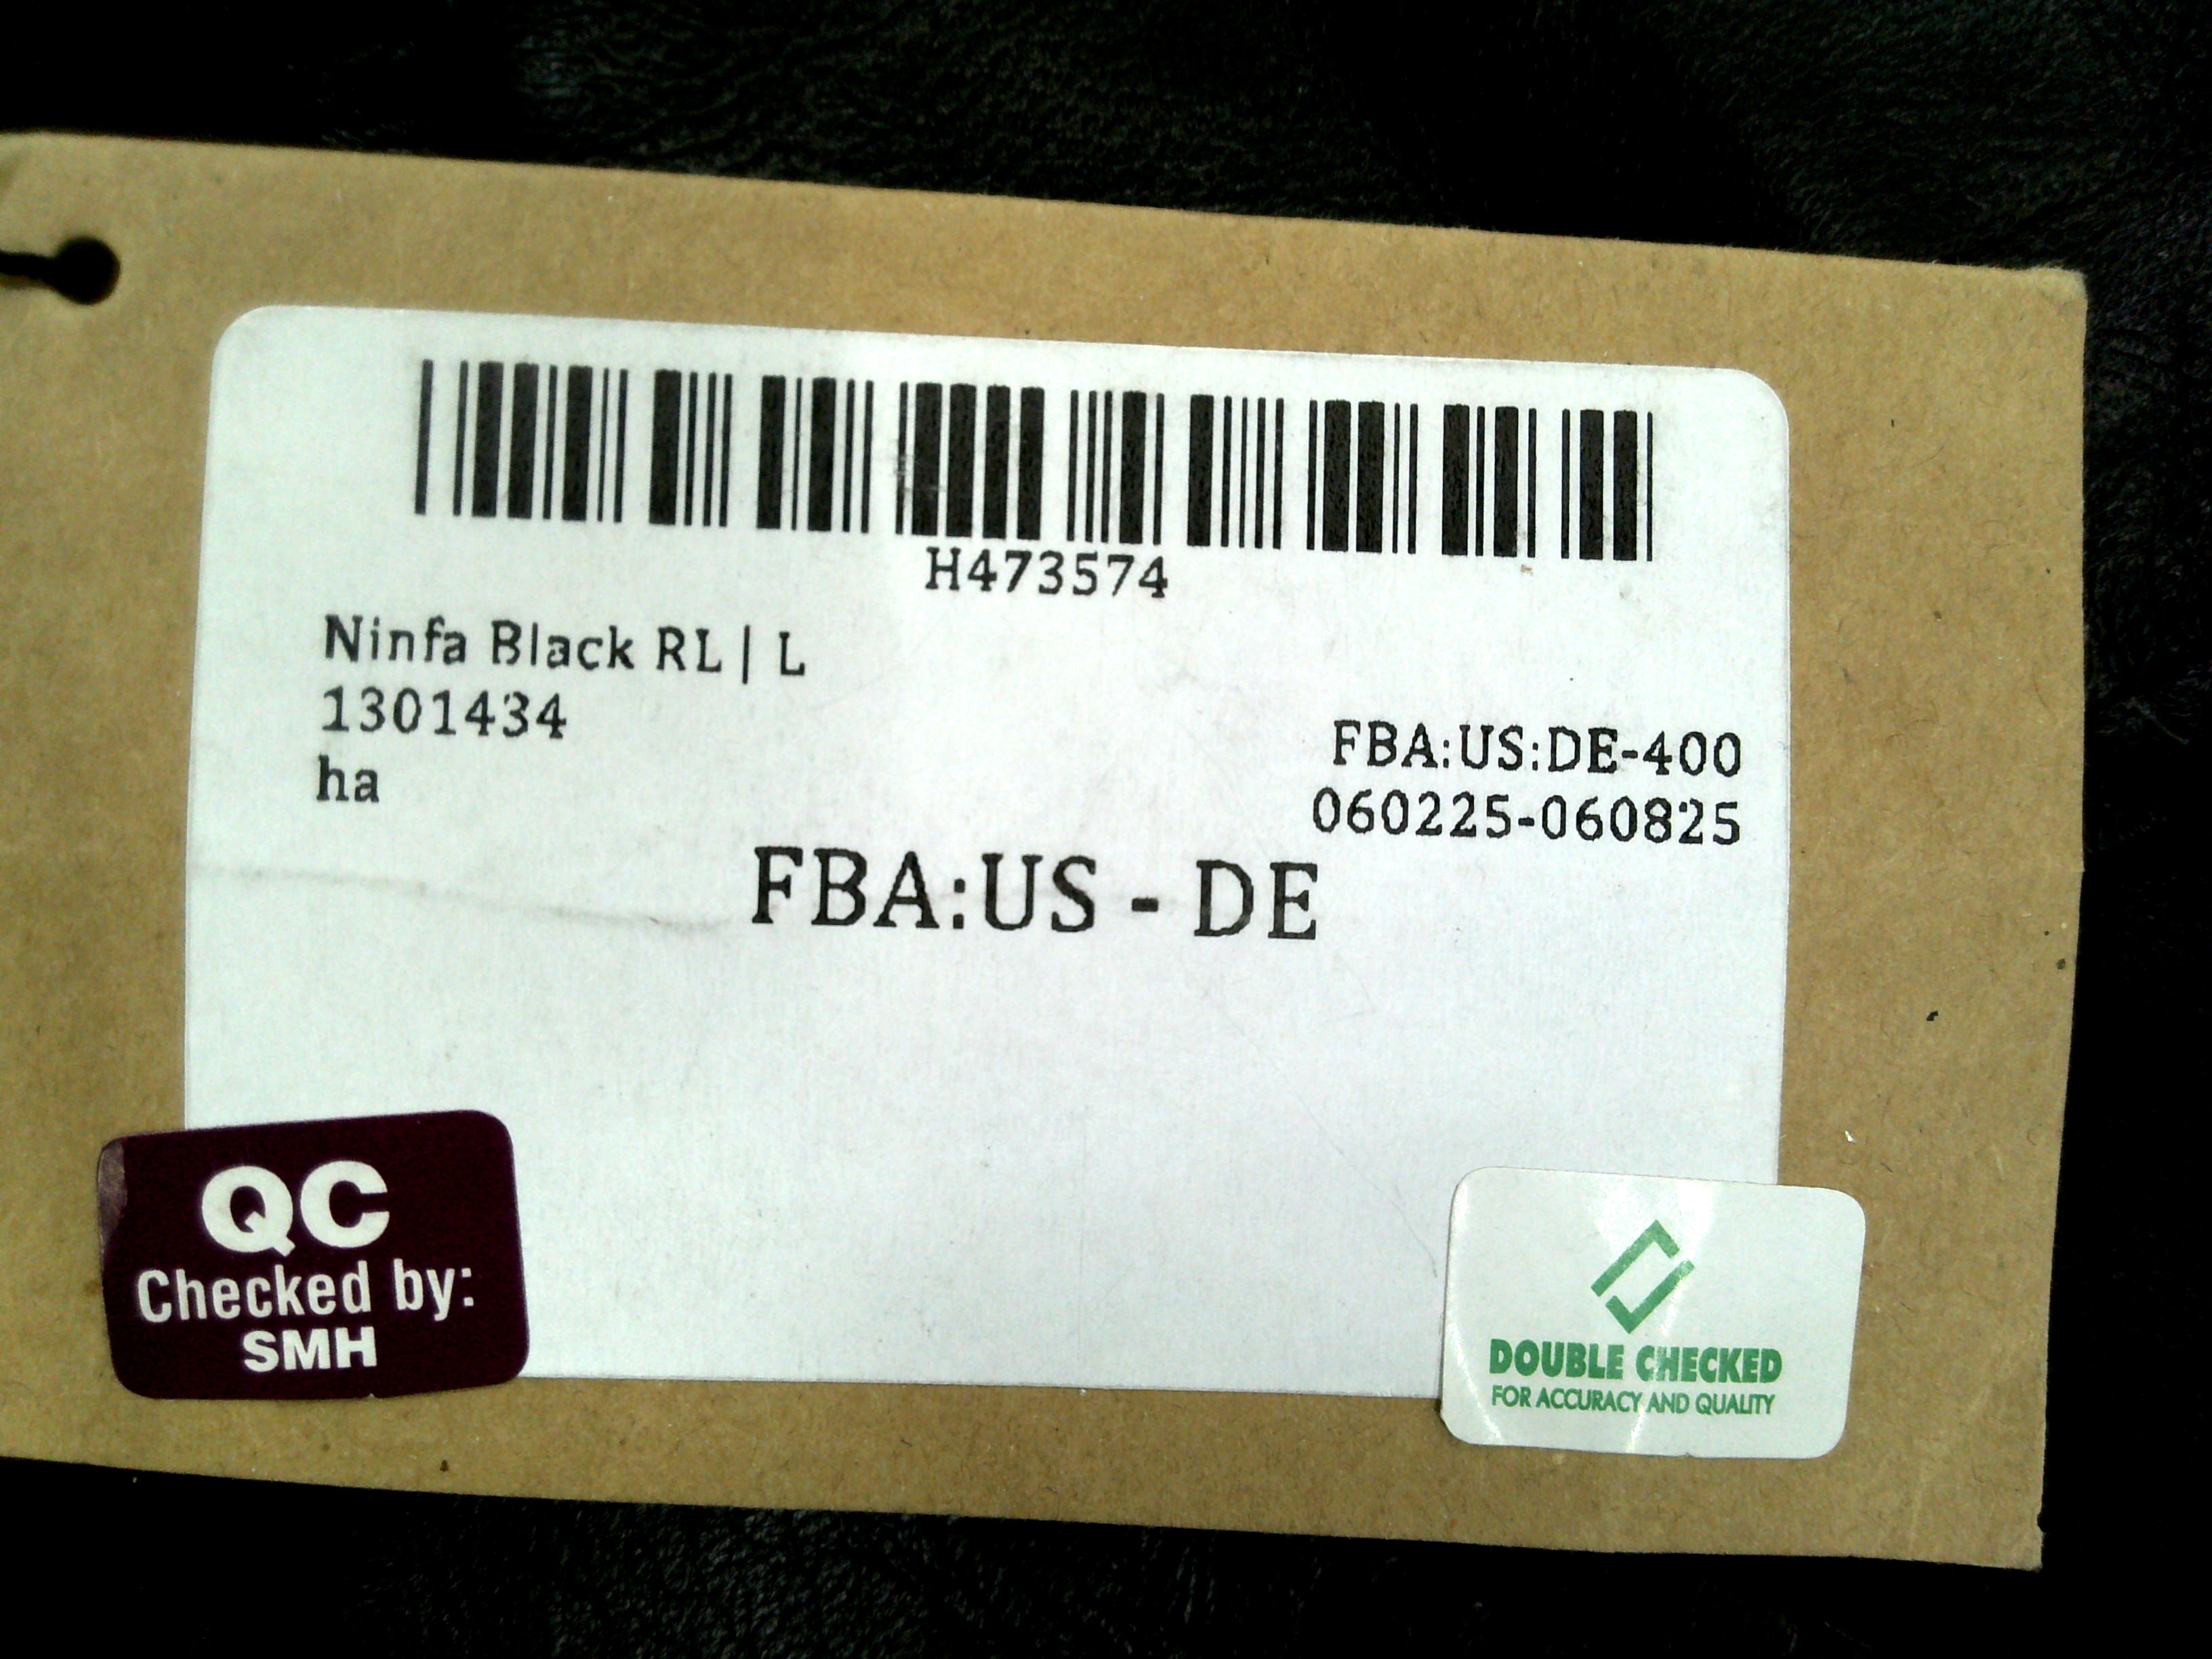 H473574
Ninfa Black RL | L
1301434
ha
FBA:US:DE-400
060225-060825
FBA:US - DE
QC
Checked by:
SMH
DOUBLE CHECKED
FOR ACCURACY AND QUALITY